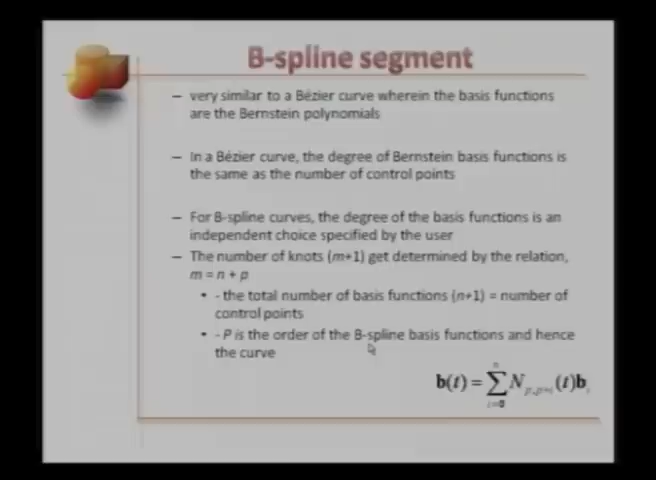 B-spline segment
– very similar to a Bézier curve wherein the basis functions
are the Bernstein polynomials
– In a Bézier curve, the degree of Bernstein basis functions is
the same as the number of control points
– For B-spline curves, the degree of the basis functions is an
independent choice specified by the user
– The number of knots (m+1) get determined by the relation,
m = n + p
• - the total number of basis functions (n+1) = number of
control points
• - P is the order of the B-spline basis functions and hence
the curve
b(t) = ∑ⁿᵢ₌₀ Nₚ,ₚ₊ᵢ(t)bᵢ